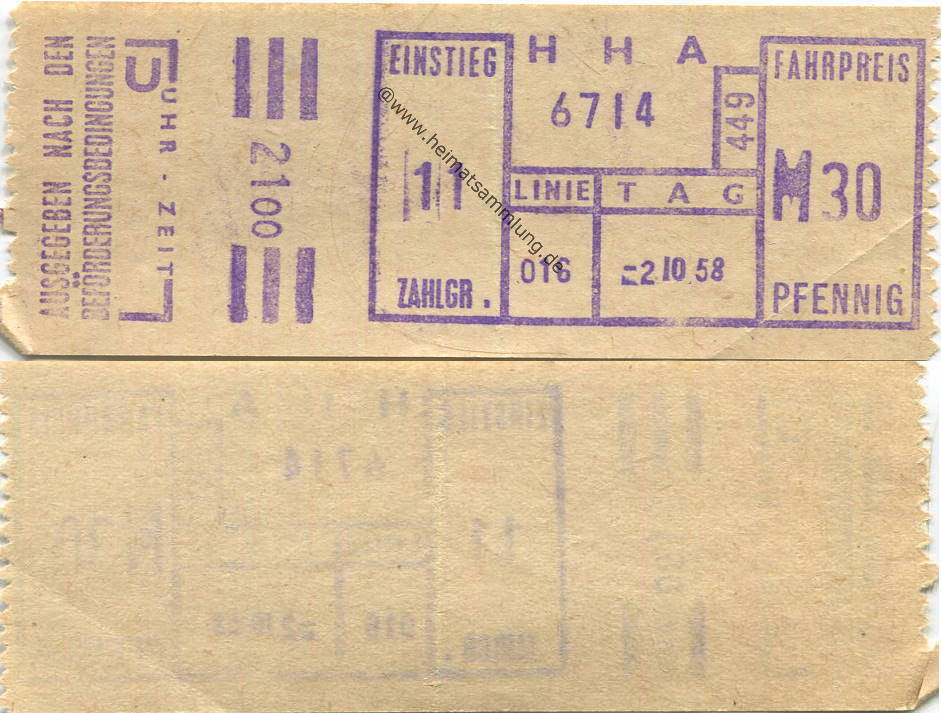 AUSGEGEBEN NACH DEN
BEFÖRDERUNGSBEDINGUNGEN
UHR - ZEIT
2100
EINSTIEG
11
ZAHLGR.
H H A
6714
449
LINIE
016
T A G
=2 10 58
FAHRPREIS
M 30
PFENNIG
@www.heimatsammlung.de